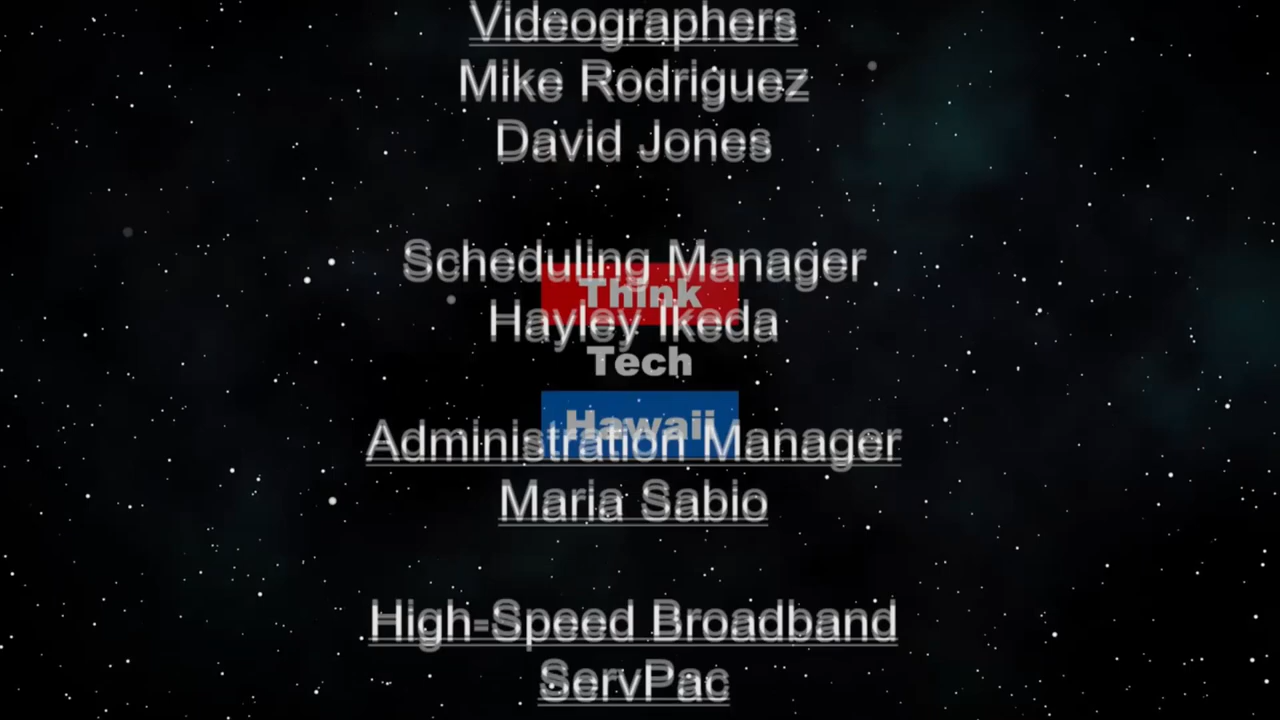 Videographers
Mike Rodriguez
David Jones
Scheduling Manager
Think
Hayley Ikeda
Tech
Hawaii
Administration Manager
Maria Sabio
High-Speed Broadband
ServPac